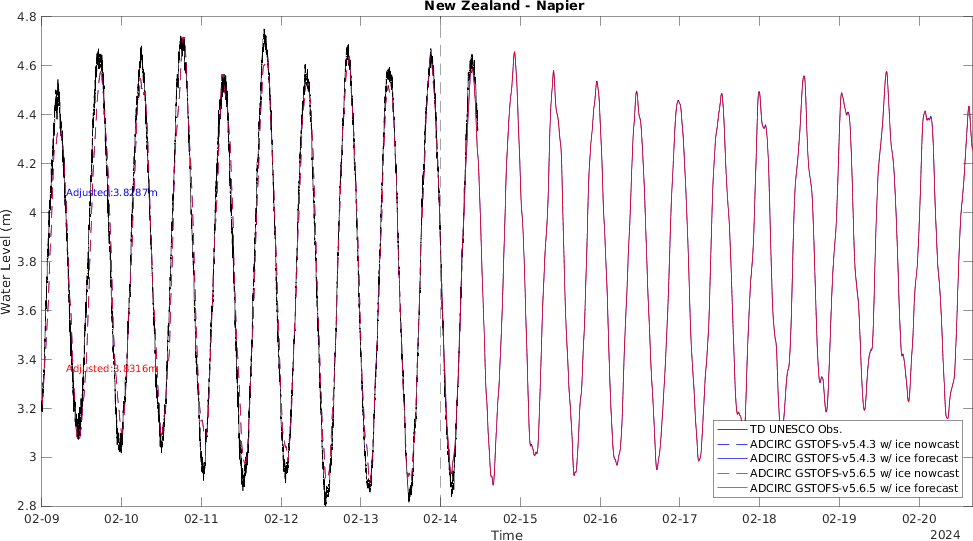 New Zealand - Napier
4.8
4.6
4.4
4.2
4
3.8
3.6
3.4
3.2
3
2.8
Water Level (m)
Adjusted:3.8287m
Adjusted:3.8316m
TD UNESCO Obs.
ADCIRC GSTOFS-v5.4.3 w/ ice nowcast
ADCIRC GSTOFS-v5.4.3 w/ ice forecast
ADCIRC GSTOFS-v5.6.5 w/ ice nowcast
ADCIRC GSTOFS-v5.6.5 w/ ice forecast
02-09 02-10 02-11 02-12 02-13 02-14 02-15 02-16 02-17 02-18 02-19 02-20
Time
2024